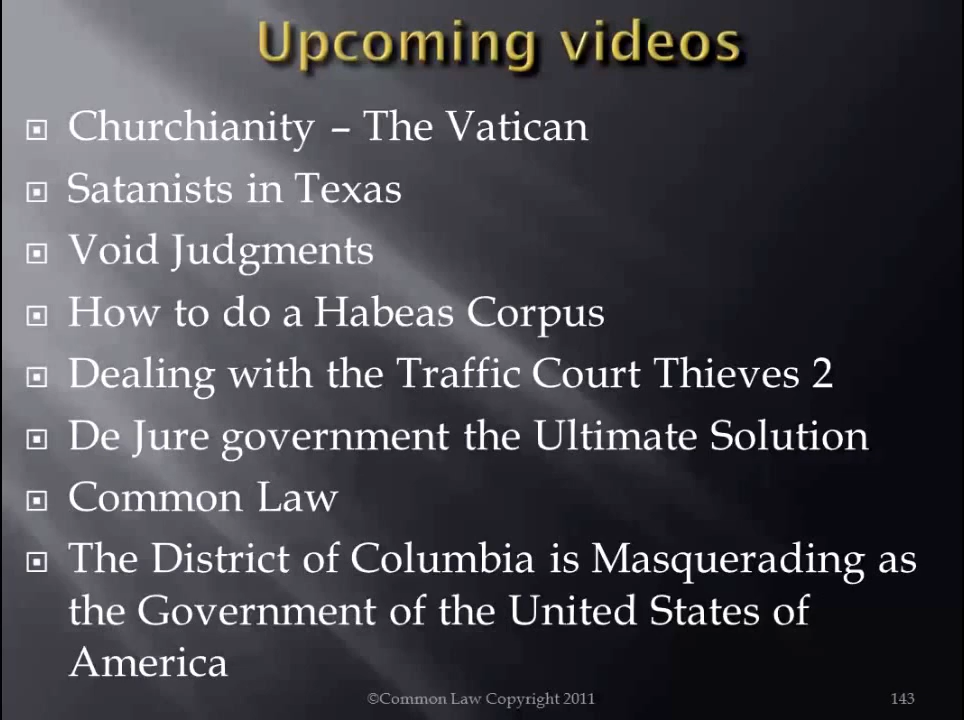 Upcoming videos
Churchianity – The Vatican
Satanists in Texas
Void Judgments
How to do a Habeas Corpus
Dealing with the Traffic Court Thieves 2
De Jure government the Ultimate Solution
Common Law
The District of Columbia is Masquerading as
the Government of the United States of
America
©Common Law Copyright 2011
143